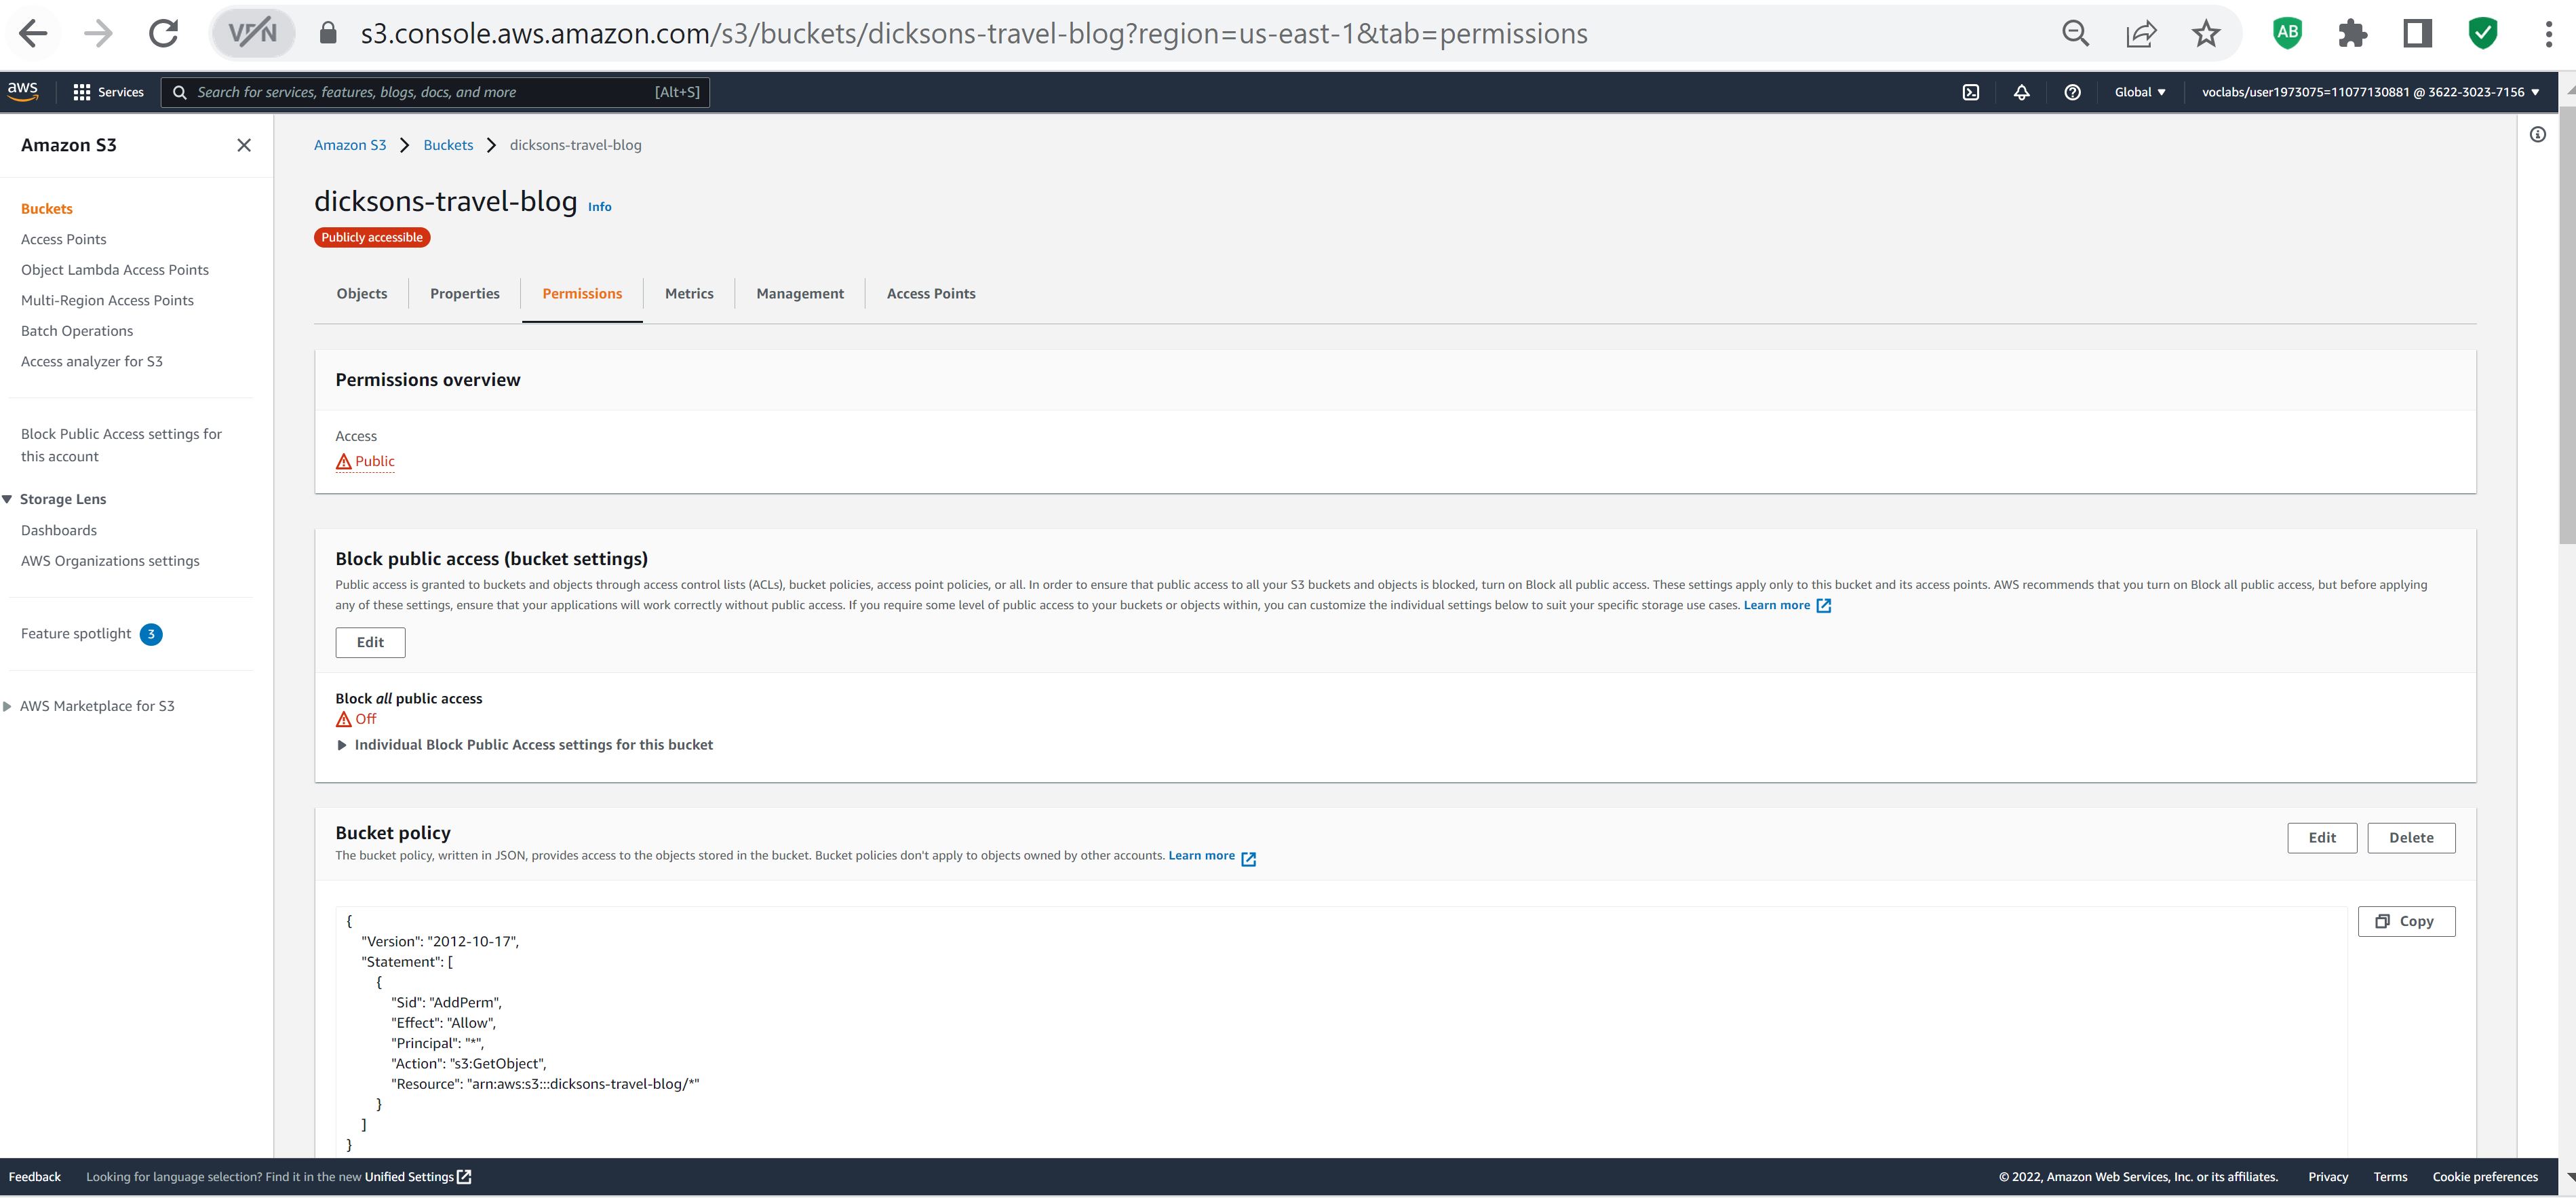 VPN
s3.console.aws.amazon.com/s3/buckets/dicksons-travel-blog?region=us-east-1&tab=permissions
AB
aws
Services
Search for services, features, blogs, docs, and more
[Alt+S]
Global
voclabs/user1973075=11077130881 @ 3622-3023-7156
Amazon S3
Buckets
Access Points
Object Lambda Access Points
Multi-Region Access Points
Batch Operations
Access analyzer for S3
Block Public Access settings for
this account
Storage Lens
Dashboards
AWS Organizations settings
Feature spotlight 3
AWS Marketplace for S3
Amazon S3 > Buckets > dicksons-travel-blog
dicksons-travel-blog Info
Publicly accessible
Objects
Properties
Permissions
Metrics
Management
Access Points
Permissions overview
Access
Public
Block public access (bucket settings)
Public access is granted to buckets and objects through access control lists (ACLs), bucket policies, access point policies, or all. In order to ensure that public access to all your S3 buckets and objects is blocked, turn on Block all public access. These settings apply only to this bucket and its access points. AWS recommends that you turn on Block all public access, but before applying
any of these settings, ensure that your applications will work correctly without public access. If you require some level of public access to your buckets or objects within, you can customize the individual settings below to suit your specific storage use cases. Learn more
Edit
Block all public access
Off
Individual Block Public Access settings for this bucket
Bucket policy
The bucket policy, written in JSON, provides access to the objects stored in the bucket. Bucket policies don't apply to objects owned by other accounts. Learn more
Edit
Delete
Copy
{
"Version": "2012-10-17",
"Statement": [
{
"Sid": "AddPerm",
"Effect": "Allow",
"Principal": "*",
"Action": "s3:GetObject",
"Resource": "arn:aws:s3:::dicksons-travel-blog/*"
}
]
}
Feedback
Looking for language selection? Find it in the new Unified Settings
© 2022, Amazon Web Services, Inc. or its affiliates.
Privacy
Terms
Cookie preferences